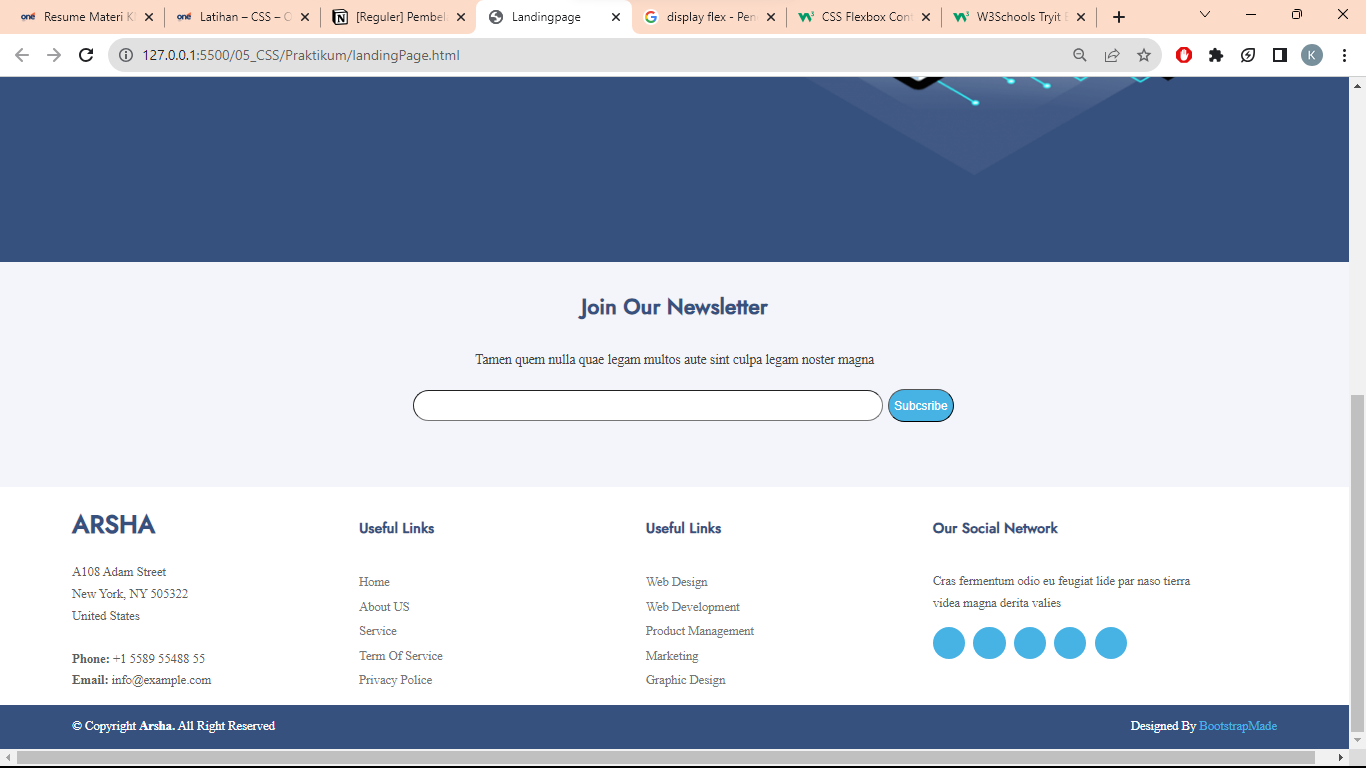 Resume Materi K
Latihan – CSS – O
[Reguler] Pembel
Landingpage
display flex - Pen
CSS Flexbox Cont
W3Schools Tryit E
127.0.0.1:5500/05_CSS/Praktikum/landingPage.html
K
Join Our Newsletter
Tamen quem nulla quae legam multos aute sint culpa legam noster magna
Subcsribe
ARSHA
A108 Adam Street
New York, NY 505322
United States
Phone: +1 5589 55488 55
Email: info@example.com
Useful Links
Home
About US
Service
Term Of Service
Privacy Police
Useful Links
Web Design
Web Development
Product Management
Marketing
Graphic Design
Our Social Network
Cras fermentum odio eu feugiat lide par naso tierra
videa magna derita valies
© Copyright Arsha. All Right Reserved
Designed By BootstrapMade